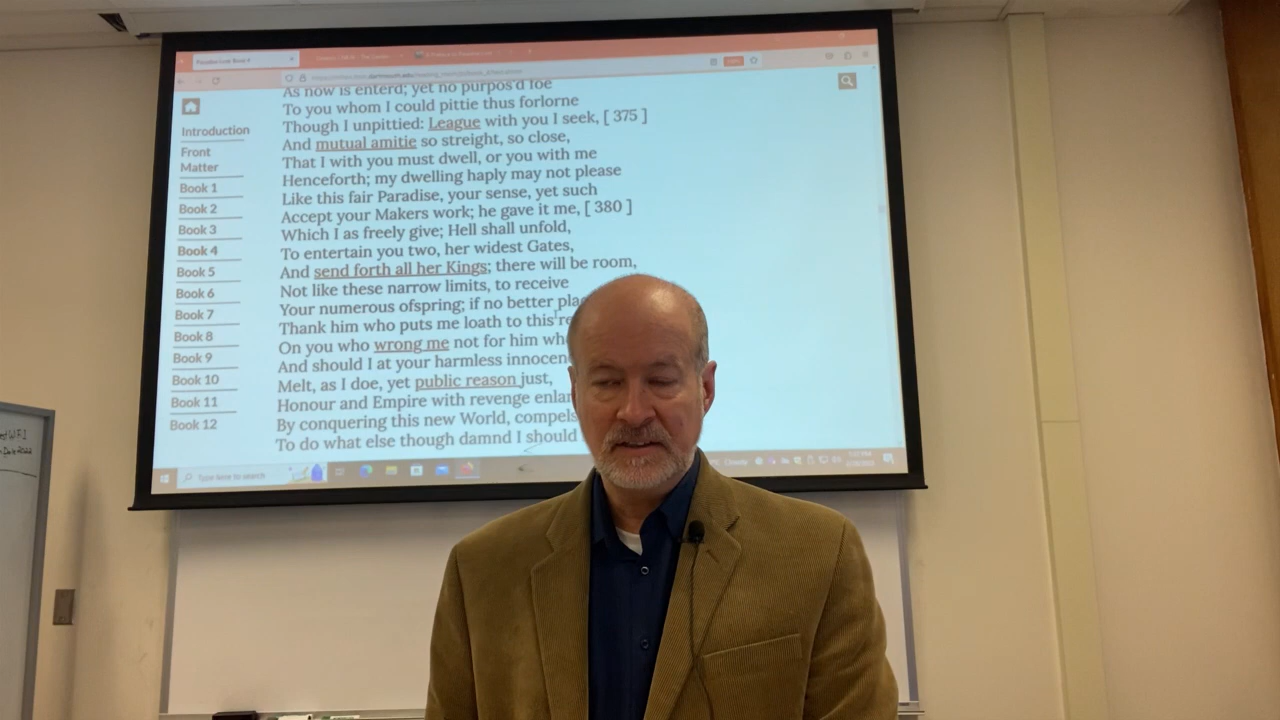 Paradise Lost: Book 4
As now is enterd; yet no purpos'd foe
To you whom I could pittie thus forlorne
Though I unpittied: League with you I seek, [ 375 ]
And mutual amitie so streight, so close,
That I with you must dwell, or you with me
Henceforth; my dwelling haply may not please
Like this fair Paradise, your sense, yet such
Accept your Makers work; he gave it me, [ 380 ]
Which I as freely give; Hell shall unfold,
To entertain you two, her widest Gates,
And send forth all her Kings; there will be room,
Not like these narrow limits, to receive
Your numerous ofspring; if no better
Thank him who puts me loath to this
On you who wrong me not for him
And should I at your harmless
Melt, as I doe, yet public reason just,
Honour and Empire with revenge
By conquering this new World, compels
To do what else though damnd I should
Introduction
Front
Matter
Book 1
Book 2
Book 3
Book 4
Book 5
Book 6
Book 7
Book 8
Book 9
Book 10
Book 11
Book 12
Type here to search
Cloudy